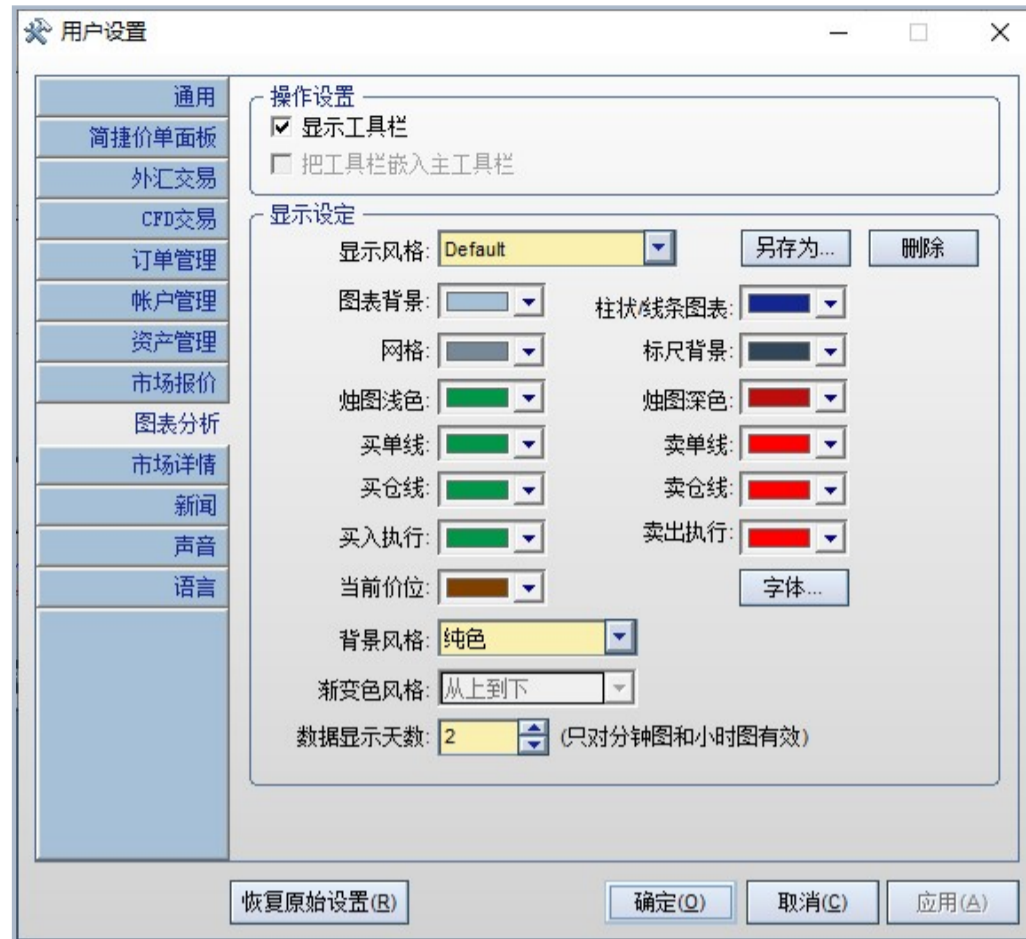 用户设置
通用
简捷价单面板
外汇交易
CFD交易
订单管理
帐户管理
资产管理
市场报价
图表分析
市场详情
新闻
声音
语言
操作设置
显示工具栏
把工具栏嵌入主工具栏
显示设定
显示风格: Default 另存为... 删除
图表背景: 柱状/线条图表:
网格: 标尺背景:
烛图浅色: 烛图深色:
买单线: 卖单线:
买仓线: 卖仓线:
买入执行: 卖出执行:
当前价位: 字体...
背景风格: 纯色
渐变色风格: 从上到下
数据显示天数: 2 (只对分钟图和小时图有效)
恢复原始设置(R) 确定(O) 取消(C) 应用(A)